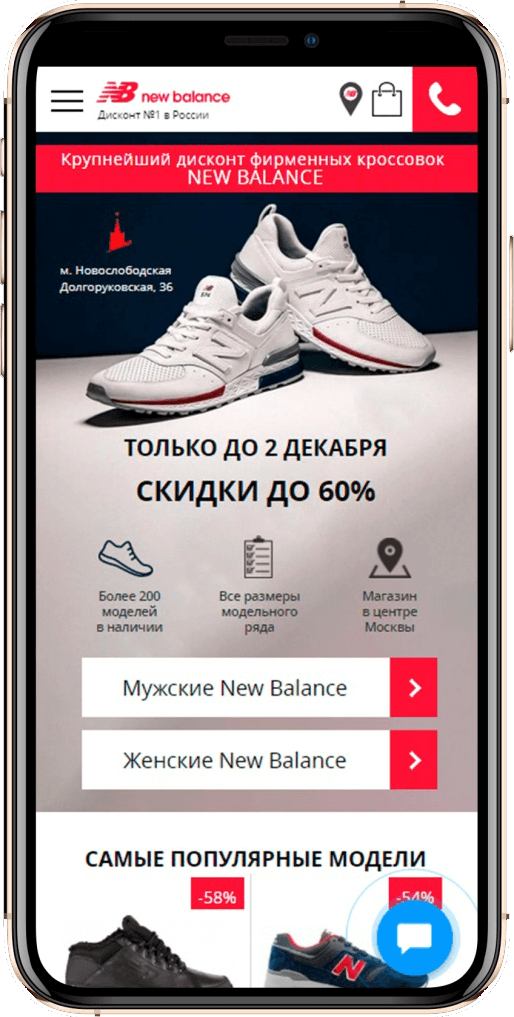 NB new balance
Дисконт №1 в России
NB
Крупнейший дисконт фирменных кроссовок
NEW BALANCE
м. Новослободская
Долгоруковская, 36
ТОЛЬКО ДО 2 ДЕКАБРЯ
СКИДКИ ДО 60%
Более 200
моделей
в наличии
Все размеры
модельного
ряда
Магазин
в центре
Москвы
Мужские New Balance
Женские New Balance
САМЫЕ ПОПУЛЯРНЫЕ МОДЕЛИ
-58%
-54%
N